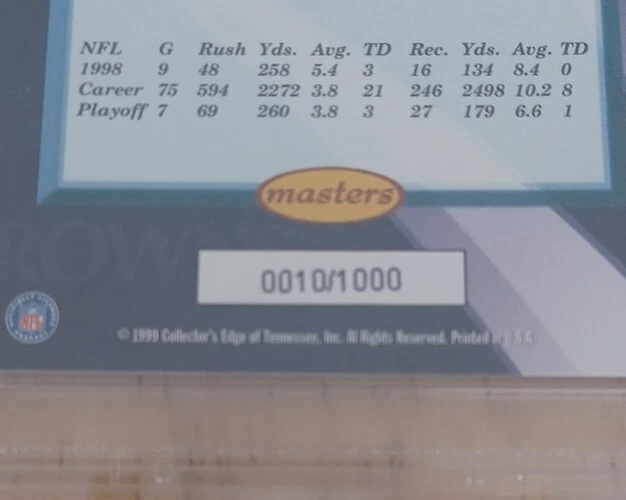 NFL G Rush Yds. Avg. TD Rec. Yds. Avg. TD
1998 9 48 258 5.4 3 16 134 8.4 0
Career 75 594 2272 3.8 21 246 2498 10.2 8
Playoff 7 69 260 3.8 3 27 179 6.6 1
masters
0010/1000
NFL
© 1999 Collector's Edge of Tennessee, Inc. All Rights Reserved. Printed in U.S.A.